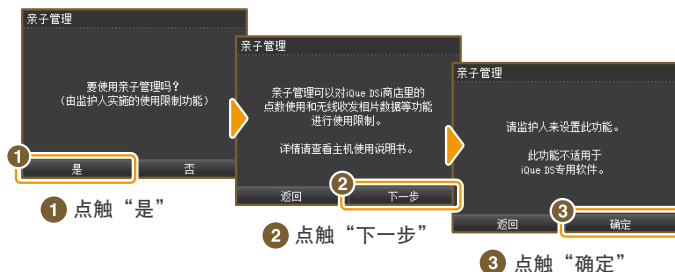 亲子管理
要使用亲子管理吗？
（由监护人实施的使用限制功能）
1
是
否
1 点触“是”
亲子管理
亲子管理可以对iQue DSi商店里的
点数使用和无线收发相片数据等功能
进行使用限制。
详情请查看主机使用说明书。
2
返回
下一步
2 点触“下一步”
亲子管理
请监护人来设置此功能。
此功能不适用于
iQue DS专用软件。
3
返回
确定
3 点触“确定”